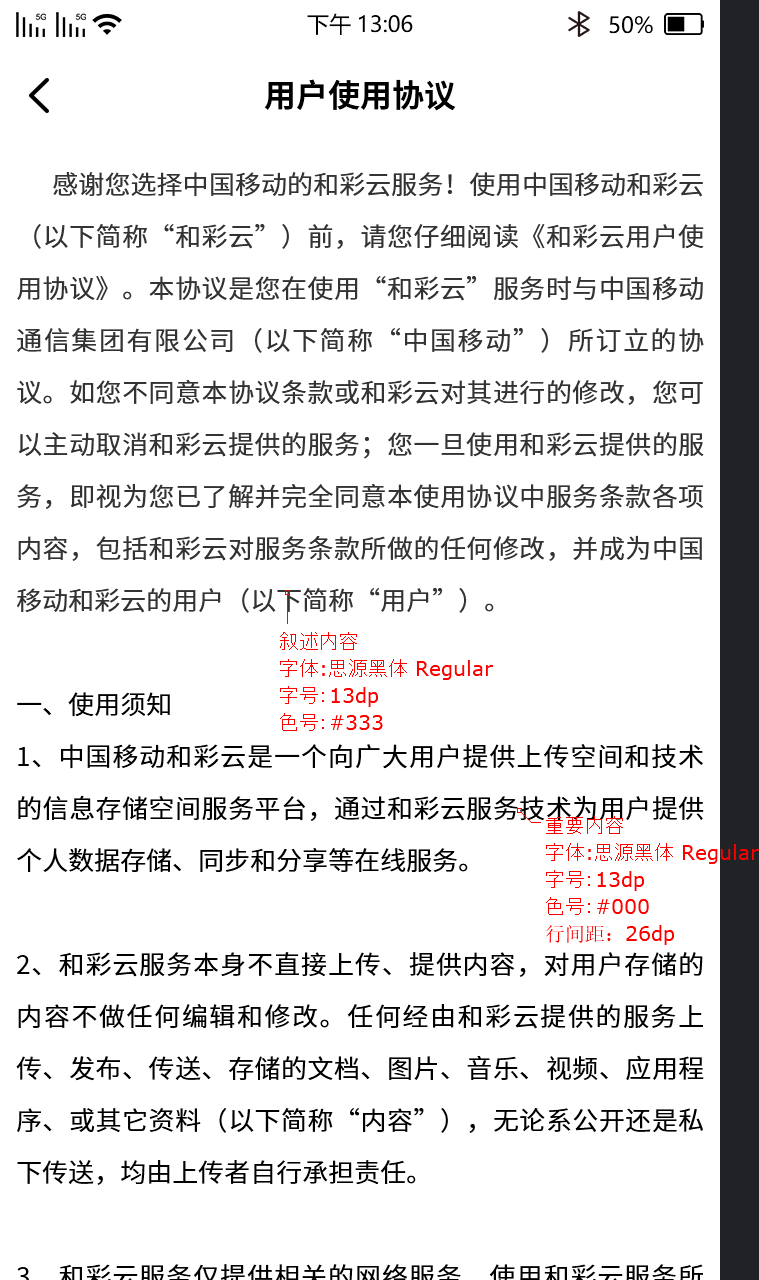 5G 5G 下午 13:06 50%
用户使用协议
感谢您选择中国移动的和彩云服务！使用中国移动和彩云
（以下简称“和彩云”）前，请您仔细阅读《和彩云用户使
用协议》。本协议是您在使用“和彩云”服务时与中国移动
通信集团有限公司（以下简称“中国移动”）所订立的协
议。如您不同意本协议条款或和彩云对其进行的修改，您可
以主动取消和彩云提供的服务；您一旦使用和彩云提供的服
务，即视为您已了解并完全同意本使用协议中服务条款各项
内容，包括和彩云对服务条款所做的任何修改，并成为中国
移动和彩云的用户（以下简称“用户”）。
叙述内容
字体:思源黑体 Regular
字号:13dp
色号:#333
一、使用须知
1、中国移动和彩云是一个向广大用户提供上传空间和技术
的信息存储空间服务平台，通过和彩云服务技术为用户提供
个人数据存储、同步和分享等在线服务。
重要内容
字体:思源黑体 Regular
字号:13dp
色号:#000
行间距：26dp
2、和彩云服务本身不直接上传、提供内容，对用户存储的
内容不做任何编辑和修改。任何经由和彩云提供的服务上
传、发布、传送、存储的文档、图片、音乐、视频、应用程
序、或其它资料（以下简称“内容”），无论系公开还是私
下传送，均由上传者自行承担责任。
3、和彩云服务仅提供相关的网络服务，使用和彩云服务所